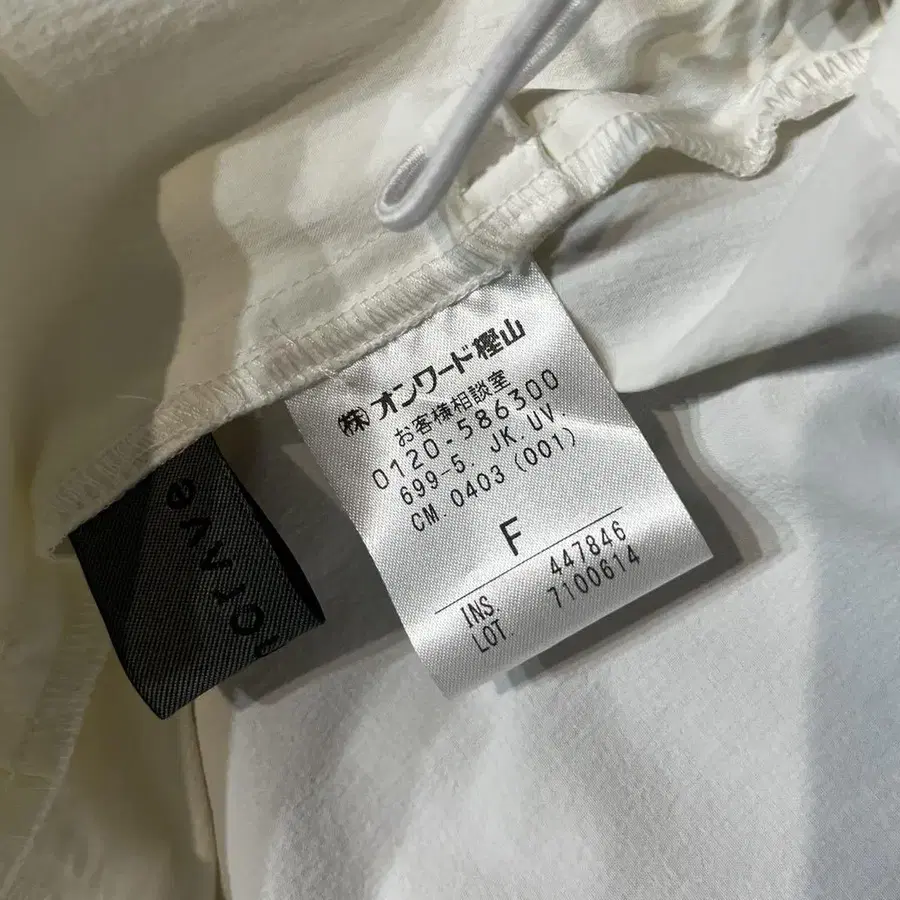 ㈱オンワード樫山
お客様相談室
0120-586300
699-5. JK.UV.
CM.0403(001)
F
INS 447846
LOT 7100614